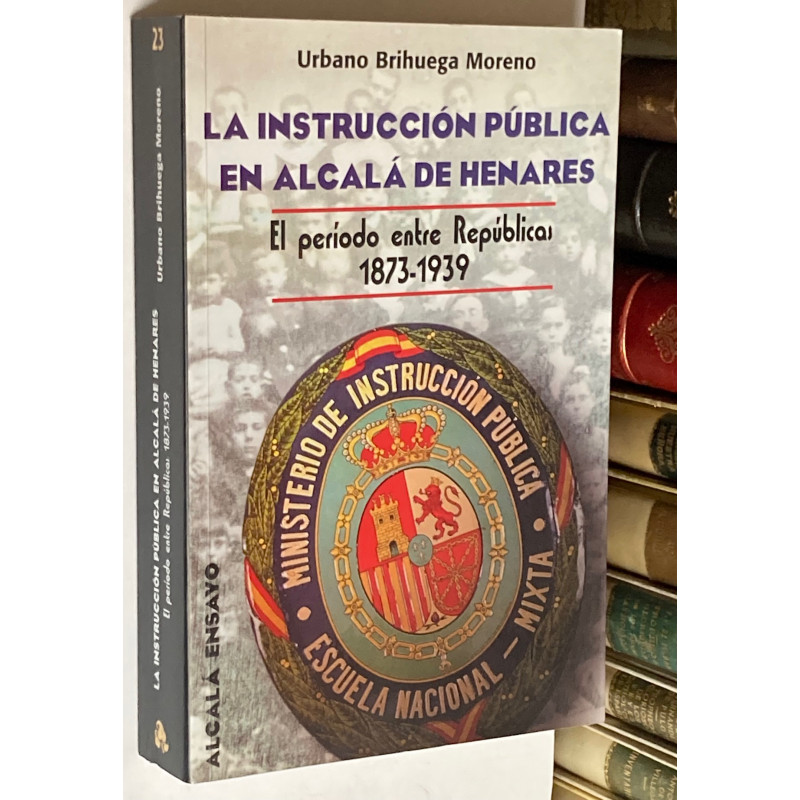 Urbano Brihuega Moreno
LA INSTRUCCIÓN PÚBLICA
EN ALCALÁ DE HENARES
El período entre Repúblicas
1873-1939
MINISTERIO DE INSTRUCCIÓN PÚBLICA
ESCUELA NACIONAL — MIXTA
ALCALÁ ENSAYO
23
Urbano Brihuega Moreno
LA INSTRUCCIÓN PÚBLICA EN ALCALÁ DE HENARES
El período entre Repúblicas 1873-1939